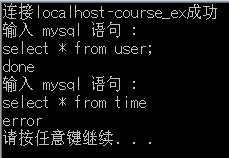 连接localhost-course_ex成功
输入 mysql 语句 :
select * from user;
done
输入 mysql 语句 :
select * from time
error
请按任意键继续. . .